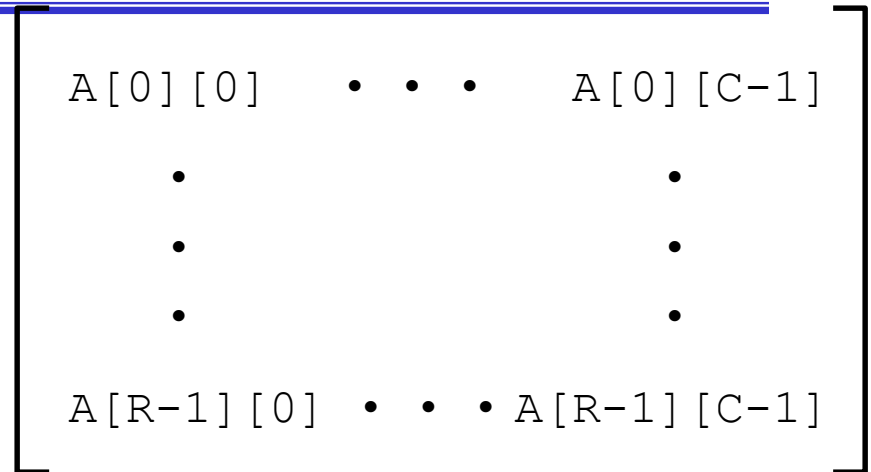 A[0][0] • • • A[0][C-1]
• •
• •
• •
A[R-1][0] • • • A[R-1][C-1]